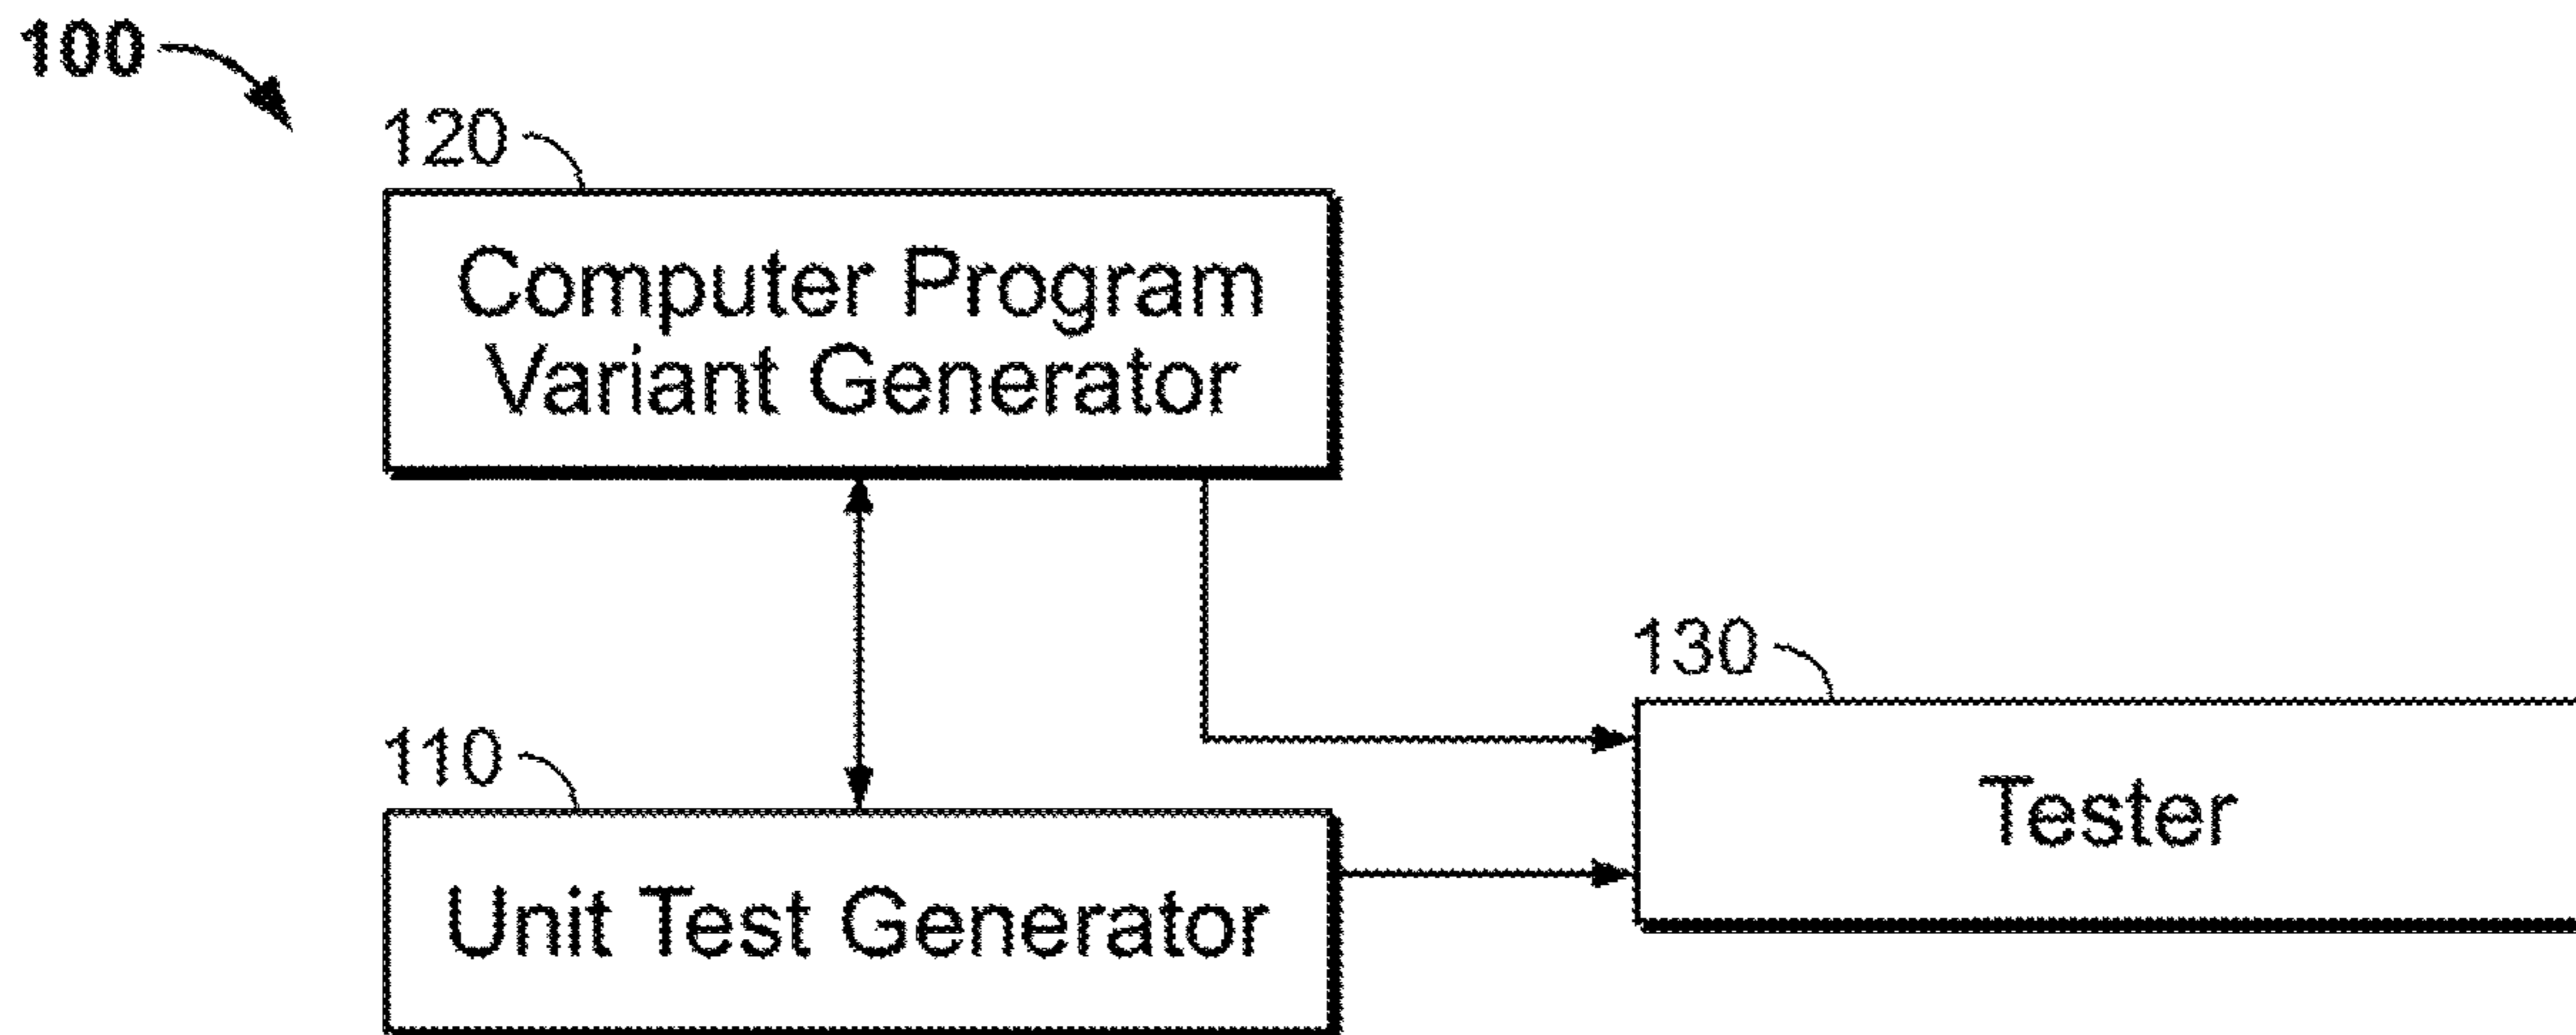 100
120
Computer Program
Variant Generator
130
110
Tester
Unit Test Generator